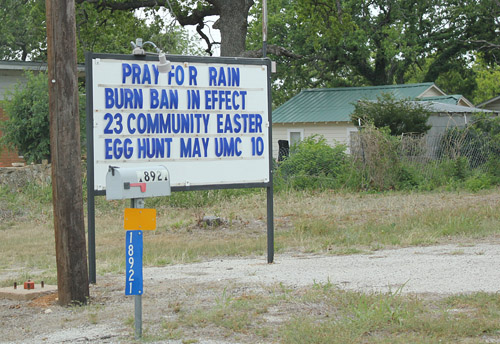 PRAY FOR RAIN
BURN BAN IN EFFECT
23 COMMUNITY EASTER
EGG HUNT MAY UMC 10
18921
18921